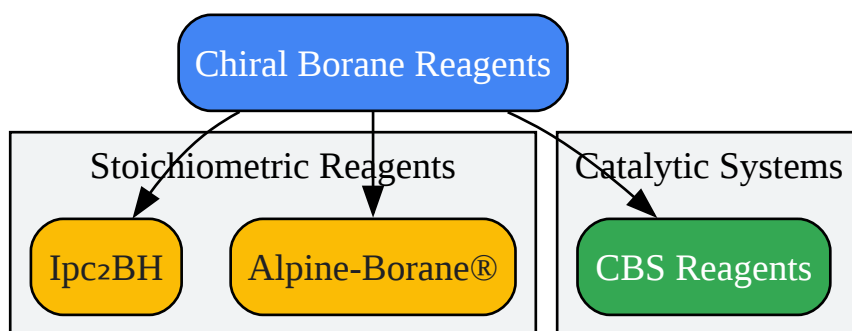 Chiral Borane Reagents
Stoichiometric Reagents
Catalytic Systems
Ipc₂BH
Alpine-Borane®
CBS Reagents